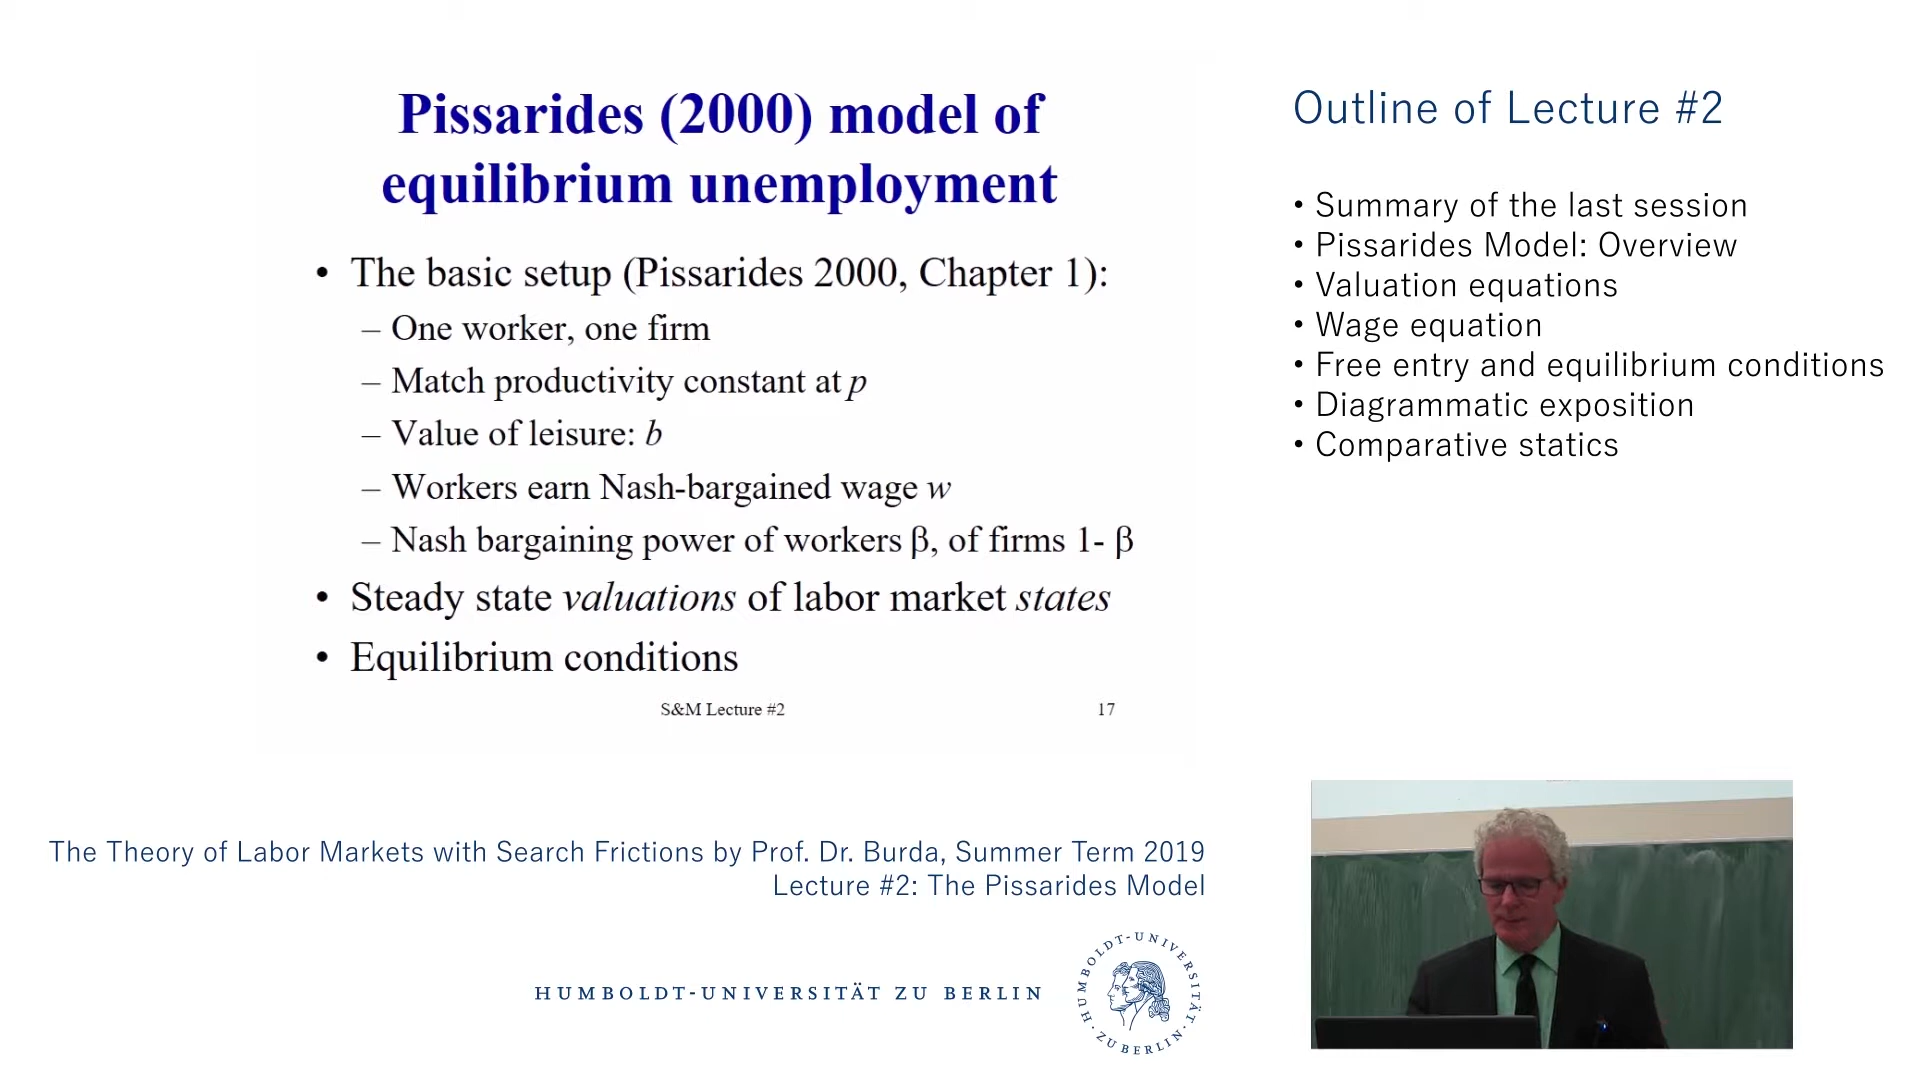 Pissarides (2000) model of
equilibrium unemployment
• The basic setup (Pissarides 2000, Chapter 1):
– One worker, one firm
– Match productivity constant at p
– Value of leisure: b
– Workers earn Nash-bargained wage w
– Nash bargaining power of workers β, of firms 1- β
• Steady state valuations of labor market states
• Equilibrium conditions
S&M Lecture #2
17
Outline of Lecture #2
• Summary of the last session
• Pissarides Model: Overview
• Valuation equations
• Wage equation
• Free entry and equilibrium conditions
• Diagrammatic exposition
• Comparative statics
The Theory of Labor Markets with Search Frictions by Prof. Dr. Burda, Summer Term 2019
Lecture #2: The Pissarides Model
HUMBOLDT-UNIVERSITÄT ZU BERLIN
HUMBOLDT-UNIVERSITÄT · ZU BERLIN ·